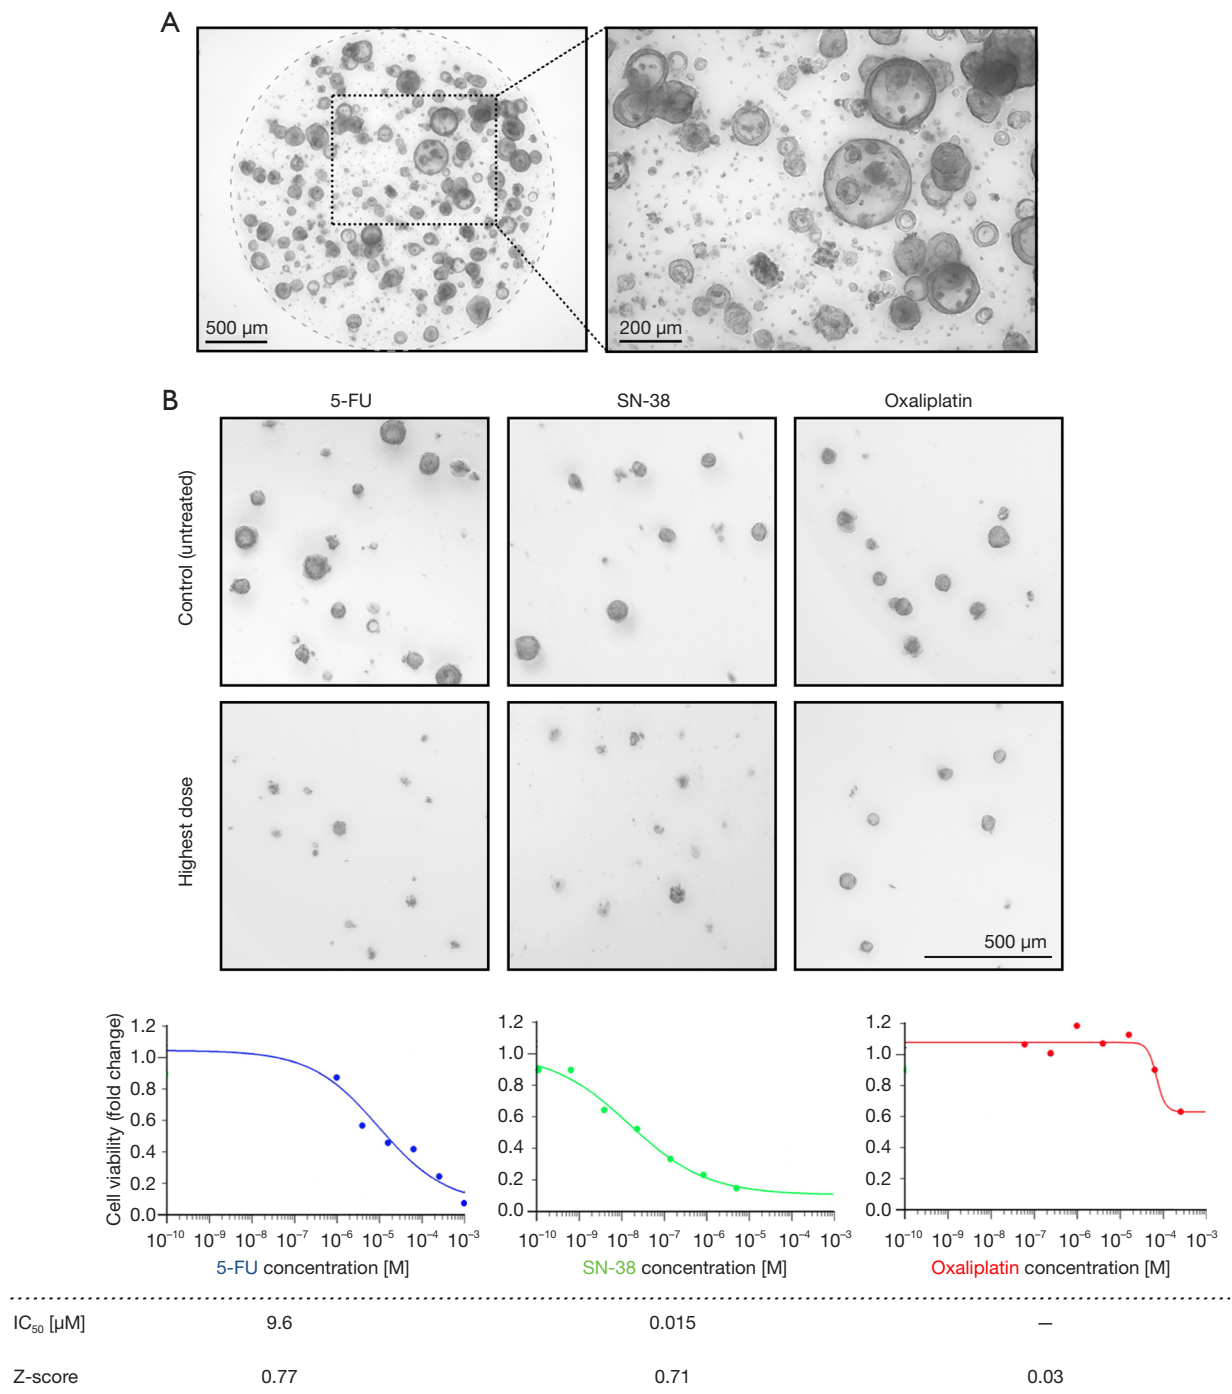 A
500 µm
200 µm
B
5-FU SN-38 Oxaliplatin
Control (untreated)
Highest dose
500 µm
Cell viability (fold change)
1.2
1.0
0.8
0.6
0.4
0.2
0.0
10⁻¹⁰ 10⁻⁹ 10⁻⁸ 10⁻⁷ 10⁻⁶ 10⁻⁵ 10⁻⁴ 10⁻³
5-FU concentration [M]
1.2
1.0
0.8
0.6
0.4
0.2
0.0
10⁻¹⁰ 10⁻⁹ 10⁻⁸ 10⁻⁷ 10⁻⁶ 10⁻⁵ 10⁻⁴ 10⁻³
SN-38 concentration [M]
1.2
1.0
0.8
0.6
0.4
0.2
0.0
10⁻¹⁰ 10⁻⁹ 10⁻⁸ 10⁻⁷ 10⁻⁶ 10⁻⁵ 10⁻⁴ 10⁻³
Oxaliplatin concentration [M]
IC₅₀ [µM] 9.6 0.015 —
Z-score 0.77 0.71 0.03